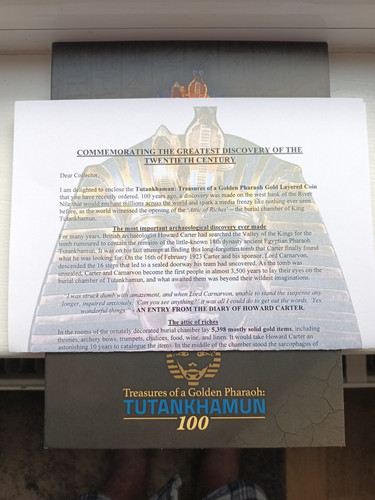 COMMEMORATING THE GREATEST DISCOVERY OF THE
TWENTIETH CENTURY
Dear Collector,
I am delighted to enclose the Tutankhamun: Treasures of a Golden Pharaoh Gold Layered Coin
that you have recently ordered. 100 years ago, a discovery was made on the west bank of the River
Nile that would enchant millions across the world and spark a media frenzy like nothing ever seen
before, as the world witnessed the opening of the 'Attic of Riches' – the burial chamber of King
Tutankhamun.
The most important archaeological discovery ever made
For many years, British archaeologist Howard Carter had searched the Valley of the Kings for the
tomb rumoured to contain the remains of the little-known 18th dynasty ancient Egyptian Pharaoh
Tutankhamun. It was on his last attempt at finding this long-forgotten tomb that Carter finally found
what he was looking for. On the 16th of February 1923 Carter and his sponsor, Lord Carnarvon,
descended the 16 steps that led to a sealed doorway his team had uncovered. As the tomb was
unsealed, Carter and Carnarvon become the first people in almost 3,500 years to lay their eyes on the
burial chamber of Tutankhamun, and what awaited them was beyond their wildest imaginations.
'I was struck dumb with amazement, and when Lord Carnarvon, unable to stand the suspense any
longer, inquired anxiously, 'Can you see anything?' it was all I could do to get out the words, 'Yes,
wonderful things'' – AN ENTRY FROM THE DIARY OF HOWARD CARTER.
The attic of riches
In the rooms of the ornately decorated burial chamber lay 5,398 mostly solid gold items, including
thrones, archery bows, trumpets, chalices, food, wine, and linen. It would take Howard Carter an
astonishing 10 years to catalogue the items. In the middle of the chamber stood the sarcophagus of
Treasures of a Golden Pharaoh:
TUTANKHAMUN
100